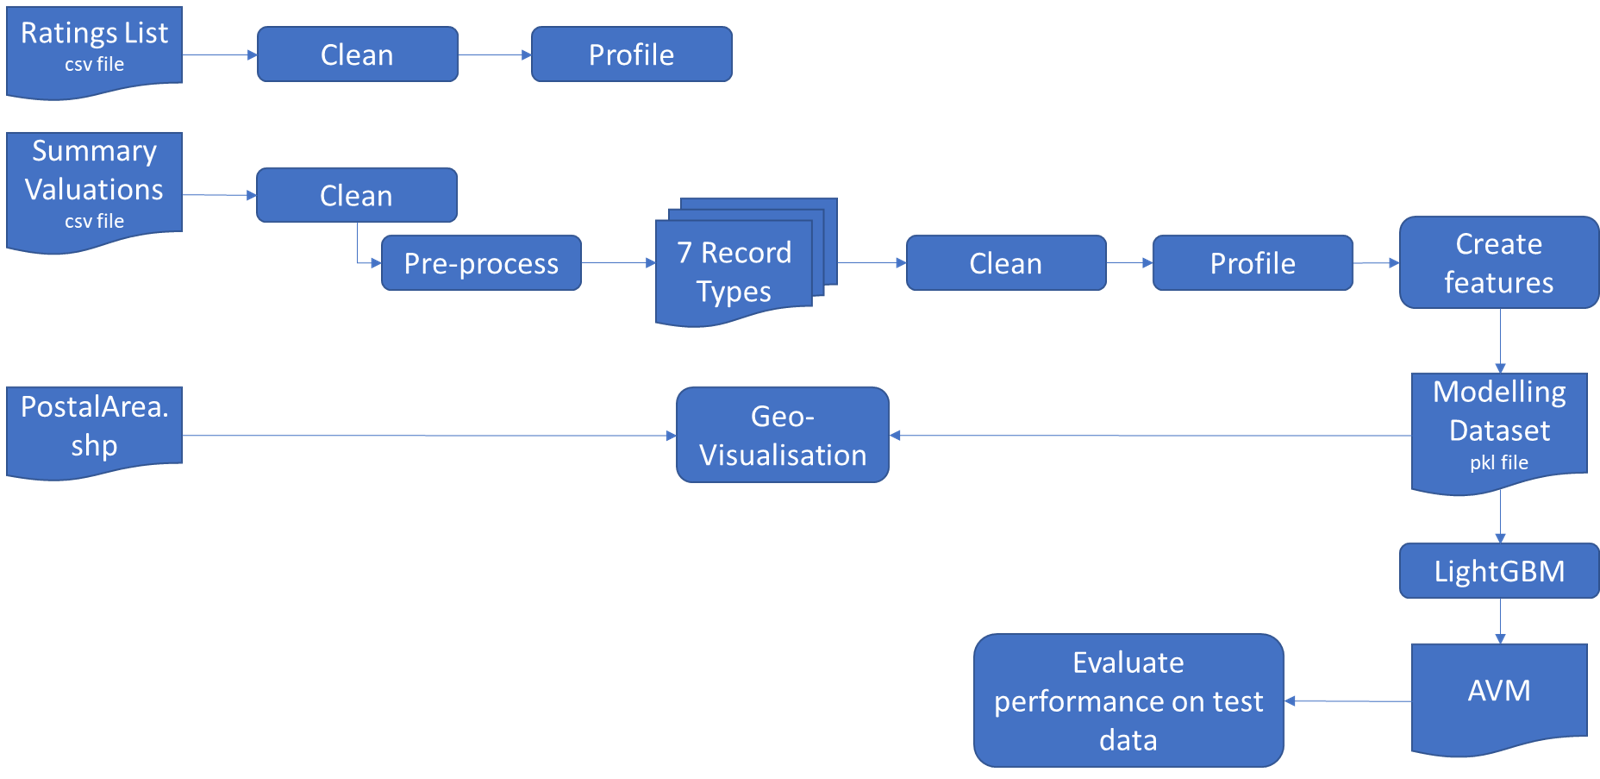 Ratings List
csv file
Clean
Profile
Summary
Valuations
csv file
Clean
Pre-process
7 Record
Types
Clean
Profile
Create
features
PostalArea.
shp
Geo-
Visualisation
Modelling
Dataset
pkl file
LightGBM
AVM
Evaluate
performance on test
data